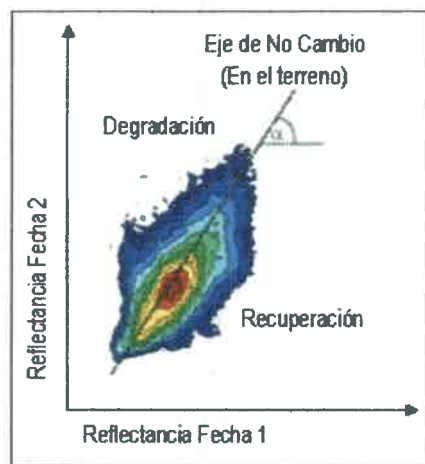 Eje de No Cambio
(En el terreno)
Degradación
α
Recuperación
Reflectancia Fecha 2
Reflectancia Fecha 1